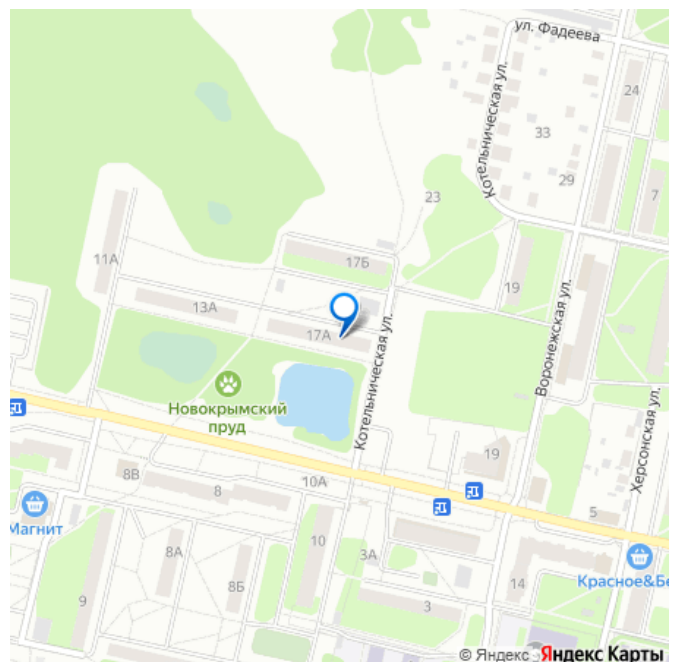 ул. Фадеева
Котельническая ул.
24
33
29
7
23
11А
17Б
19
13А
17А
Воронежская ул.
Котельническая ул.
Новокрымский
пруд
Херсонская ул.
19
8В
10А
8
5
Магнит
10
8А
3А
Красное&Бе
8Б
14
9
3
© Яндекс Яндекс Карты